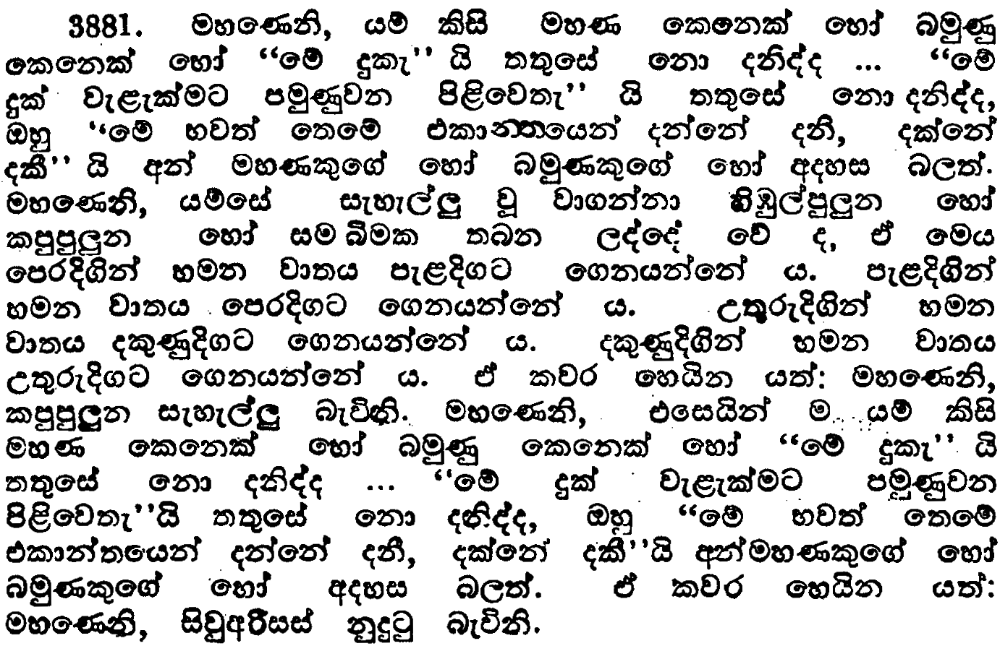 3881. මහණෙනි, යම් කිසි මහණ කෙනෙක් හෝ බමුණු
කෙනෙක් හෝ “මේ දුකැ” යි තතුසේ නො දනිද්ද ... “මේ
දුක් වැළැක්මට පමුණුවන පිළිවෙතැ” යි තතුසේ නො දනිද්ද,
ඔහු “මේ භවත් තෙමේ එකාන්තයෙන් දන්නේ දනී, දක්නේ
දකී” යි අන් මහණකුගේ හෝ බමුණකුගේ හෝ අදහස බලත්.
මහණෙනි, යම්සේ සැහැල්ලු වූ වාගන්නා හිඹුල්පුලුන හෝ
කපුපුලුන හෝ සම බිමක තබන ලද්දේ වේ ද, ඒ මෙය
පෙරදිගින් හමන වාතය පැළදිගට ගෙනයන්නේ ය. පැළදිගින්
හමන වාතය පෙරදිගට ගෙනයන්නේ ය. උතුරුදිගින් හමන
වාතය දකුණුදිගට ගෙනයන්නේ ය. දකුණුදිගින් හමන වාතය
උතුරුදිගට ගෙනයන්නේ ය. ඒ කවර හෙයින යත්: මහණෙනි,
කපුපුලුන සැහැල්ලු බැවිනි. මහණෙනි, එසෙයින් ම යම් කිසි
මහණ කෙනෙක් හෝ බමුණු කෙනෙක් හෝ “මේ දුකැ” යි
තතුසේ නො දනිද්ද ... “මේ දුක් වැළැක්මට පමුණුවන
පිළිවෙතැ”යි තතුසේ නො දනිද්ද, ඔහු “මේ භවත් තෙමේ
එකාන්තයෙන් දන්නේ දනී, දක්නේ දකී”යි අන්මහණකුගේ හෝ
බමුණකුගේ හෝ අදහස බලත්. ඒ කවර හෙයින යත්:
මහණෙනි, සිවුඅරීසස් නුදුටු බැවිනි.